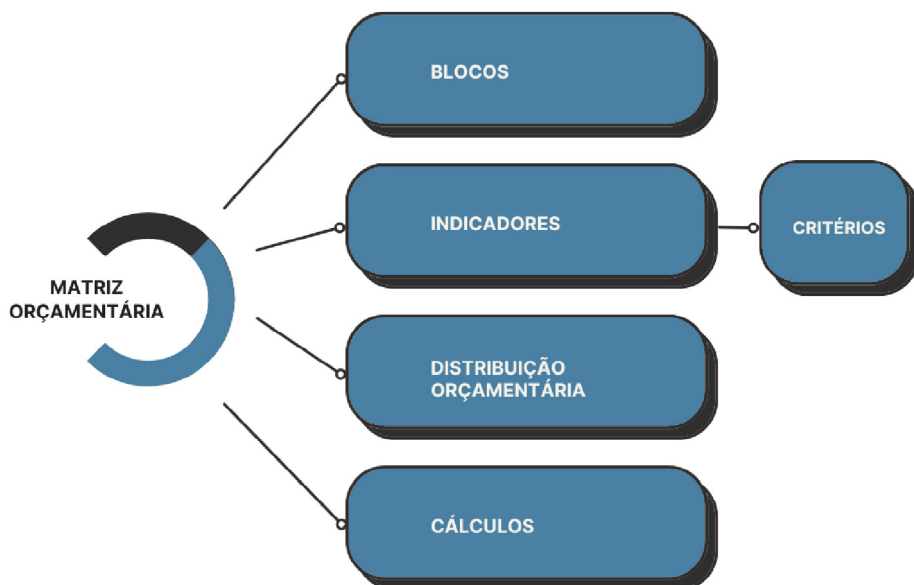 BLOCOS
INDICADORES
CRITÉRIOS
MATRIZ
ORÇAMENTÁRIA
DISTRIBUIÇÃO
ORÇAMENTÁRIA
CÁLCULOS